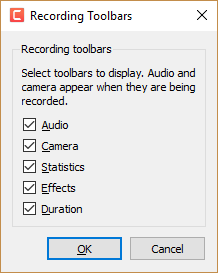 Recording Toolbars
Recording toolbars
Select toolbars to display. Audio and
camera appear when they are being
recorded.
Audio
Camera
Statistics
Effects
Duration
OK
Cancel